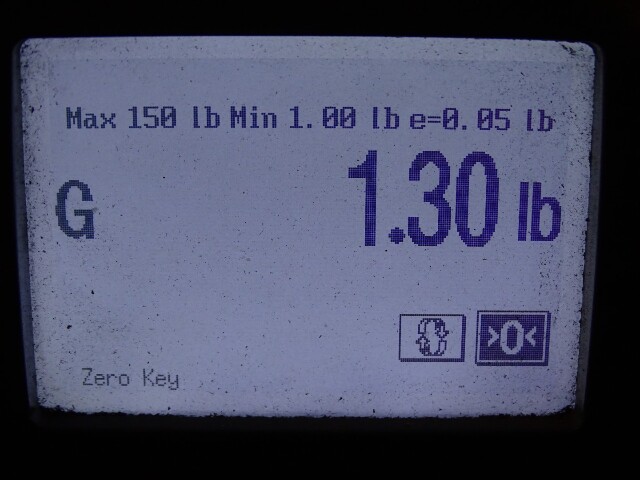 Max 150 lb Min 1.00 lb e=0.05 lb
G 1.30 lb
>0<
Zero Key